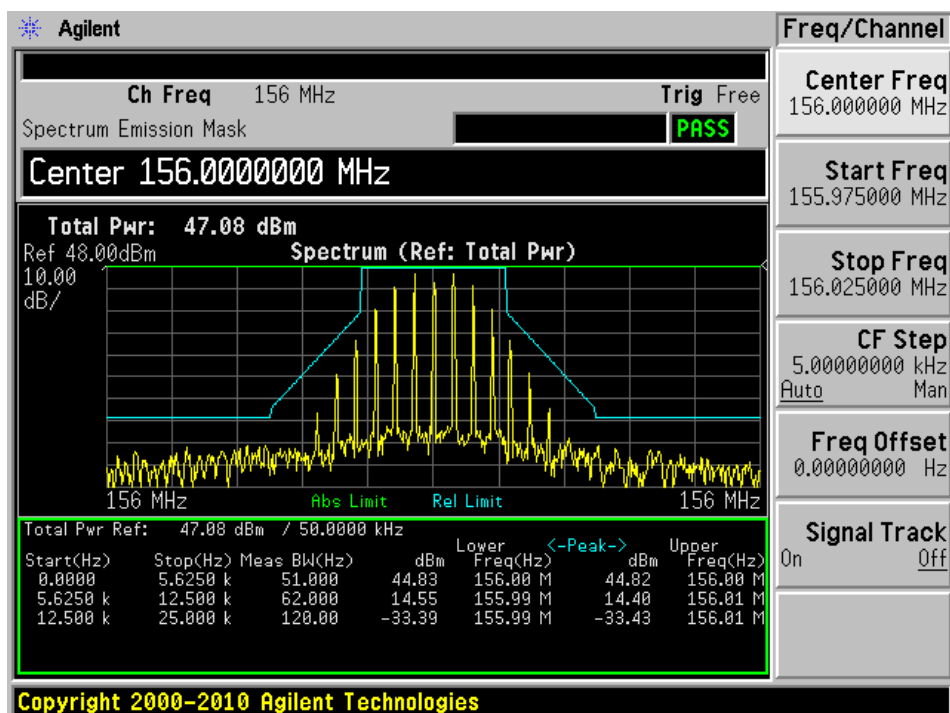 Agilent
Freq/Channel
Ch Freq 156 MHz Trig Free
Spectrum Emission Mask PASS
Center 156.0000000 MHz
Total Pwr: 47.08 dBm
Ref 48.00dBm Spectrum (Ref: Total Pwr)
10.00
dB/
156 MHz Abs Limit Rel Limit 156 MHz
Total Pwr Ref: 47.08 dBm / 50.0000 kHz
Lower <-Peak-> Upper
Start(Hz) Stop(Hz) Meas BW(Hz) dBm Freq(Hz) dBm Freq(Hz)
0.0000 5.6250 k 51.000 44.83 156.00 M 44.82 156.00 M
5.6250 k 12.500 k 62.000 14.55 155.99 M 14.40 156.01 M
12.500 k 25.000 k 120.00 -33.39 155.99 M -33.43 156.01 M
Center Freq
156.000000 MHz
Start Freq
155.975000 MHz
Stop Freq
156.025000 MHz
CF Step
5.00000000 kHz
Auto Man
Freq Offset
0.00000000 Hz
Signal Track
On Off
Copyright 2000-2010 Agilent Technologies